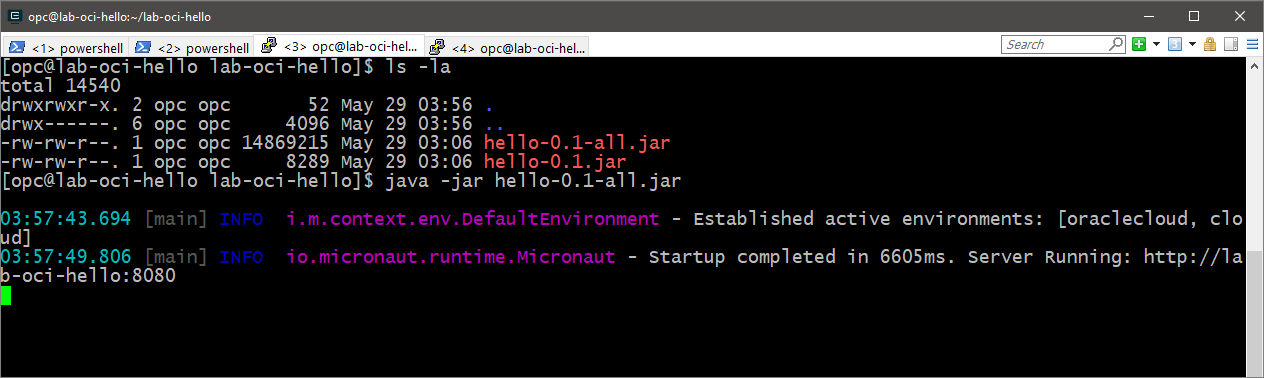 opc@lab-oci-hello:~/lab-oci-hello
<1> powershell <2> powershell <3> opc@lab-oci-hel... <4> opc@lab-oci-hel... Search
[opc@lab-oci-hello lab-oci-hello]$ ls -la
total 14540
drwxrwxr-x. 2 opc opc       52 May 29 03:56 .
drwx------. 6 opc opc     4096 May 29 03:56 ..
-rw-rw-r--. 1 opc opc 14869215 May 29 03:06 hello-0.1-all.jar
-rw-rw-r--. 1 opc opc     8289 May 29 03:06 hello-0.1.jar
[opc@lab-oci-hello lab-oci-hello]$ java -jar hello-0.1-all.jar
03:57:43.694 [main] INFO  i.m.context.env.DefaultEnvironment - Established active environments: [oraclecloud, clo
ud]
03:57:49.806 [main] INFO  io.micronaut.runtime.Micronaut - Startup completed in 6605ms. Server Running: http://la
b-oci-hello:8080